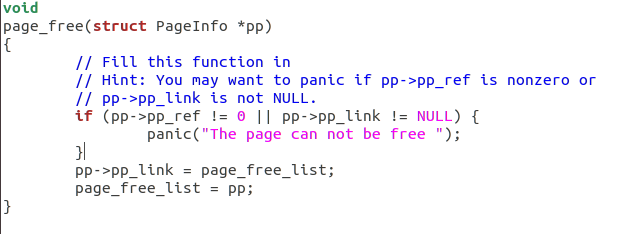 void
page_free(struct PageInfo *pp)
{
        // Fill this function in
        // Hint: You may want to panic if pp->pp_ref is nonzero or
        // pp->pp_link is not NULL.
        if (pp->pp_ref != 0 || pp->pp_link != NULL) {
                panic("The page can not be free ");
        }
        pp->pp_link = page_free_list;
        page_free_list = pp;
}